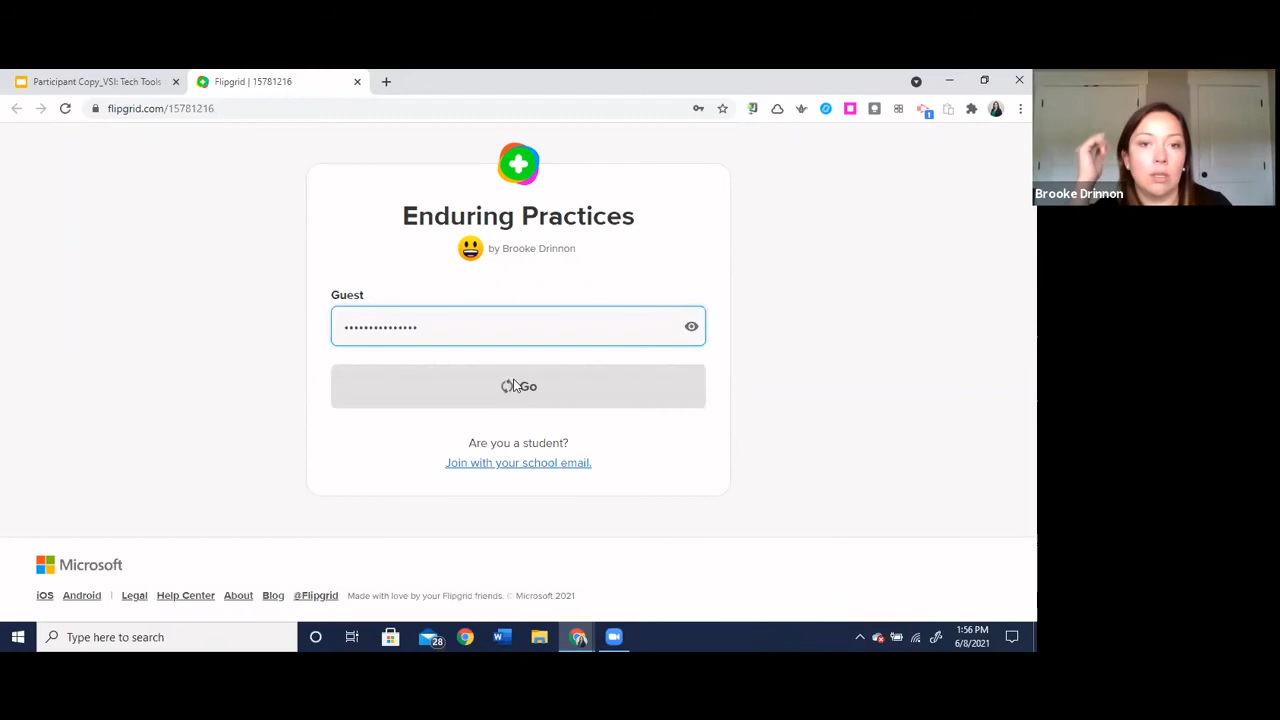 Participant Copy_VSI: Tech Tools
Flipgrid | 15781216
flipgrid.com/15781216
1
Brooke Drinnon
Enduring Practices
by Brooke Drinnon
Guest
•••••••••••••••
Go
Are you a student?
Join with your school email.
Microsoft
iOS Android | Legal Help Center About Blog @Flipgrid Made with love by your Flipgrid friends. © Microsoft 2021
Type here to search
28
1:56 PM
6/8/2021